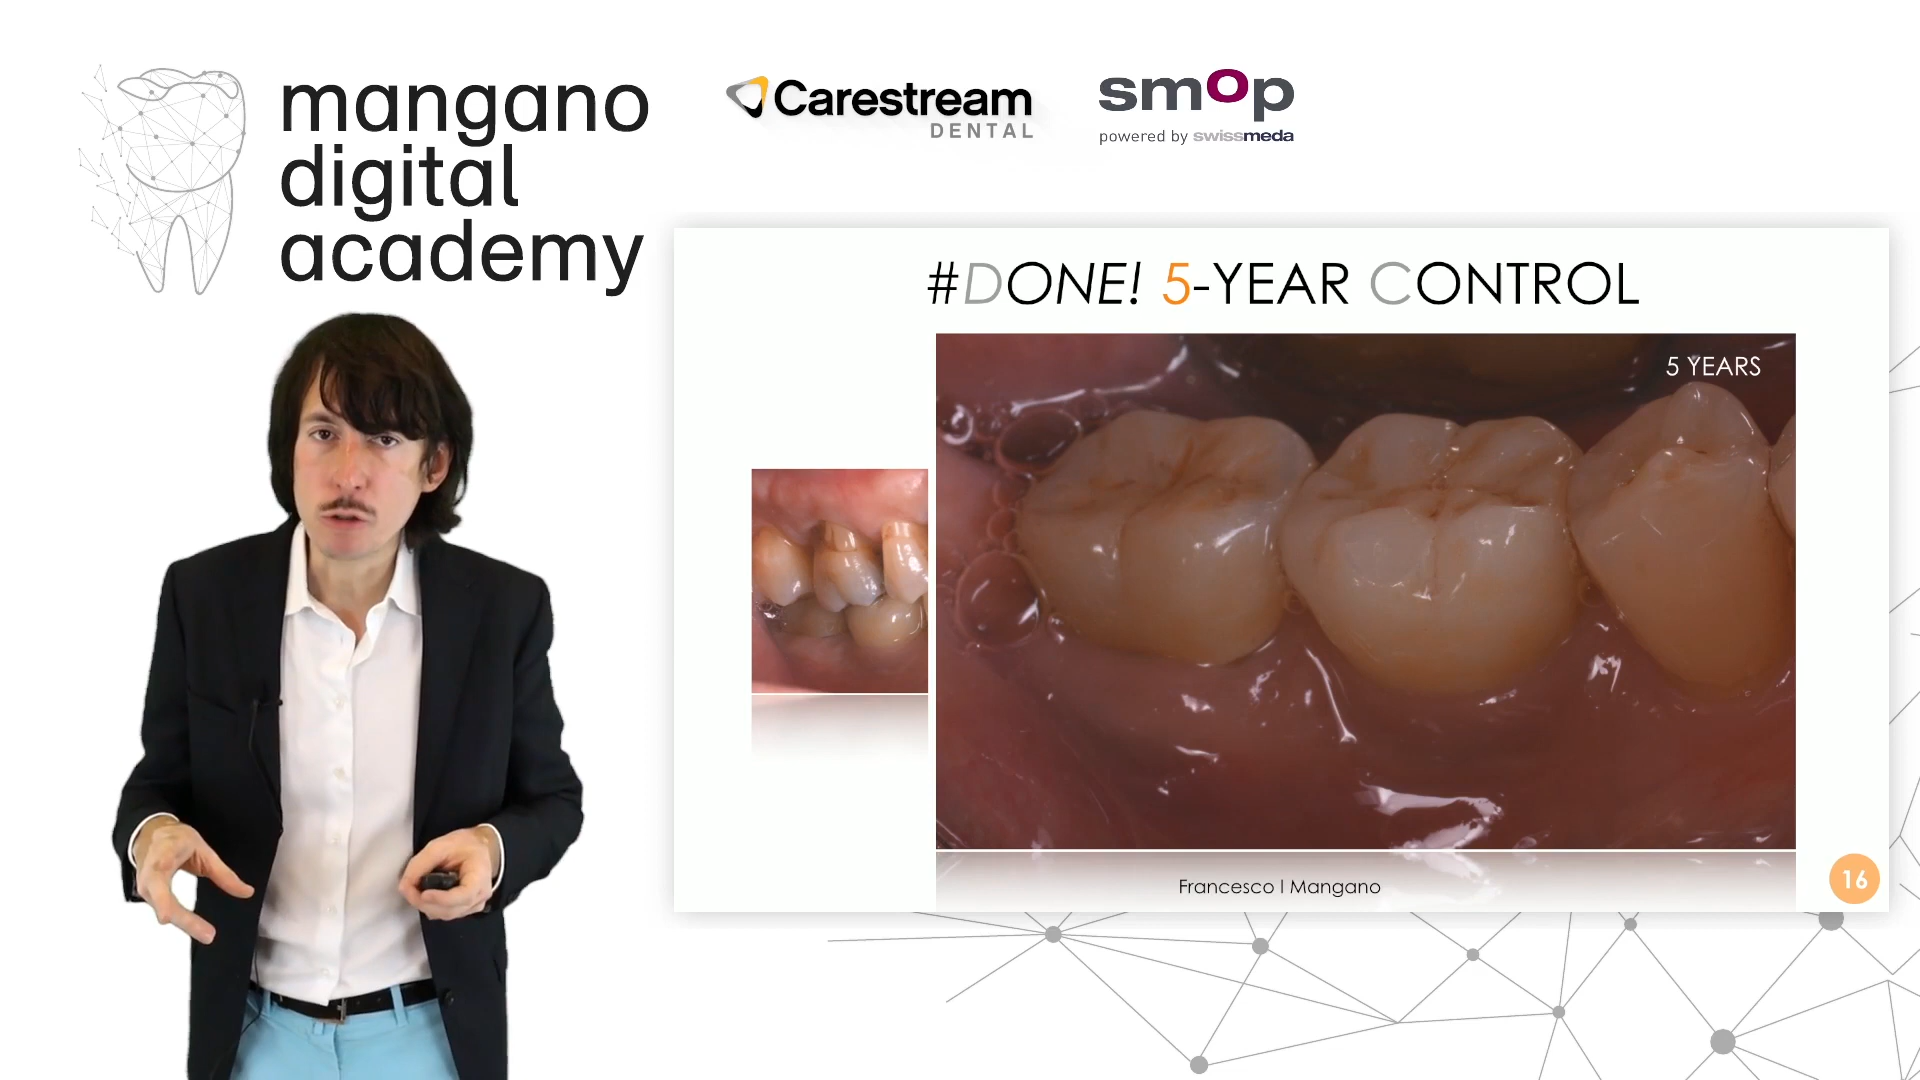 mangano
digital
academy
Carestream
DENTAL
smop
powered by swissmeda
#DONE! 5-YEAR CONTROL
5 YEARS
Francesco | Mangano
16